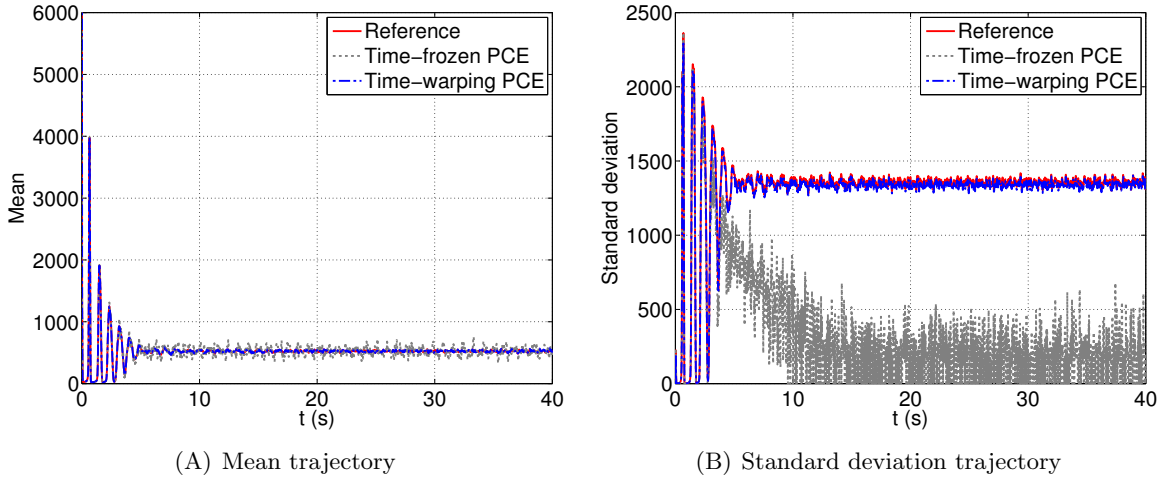 6000
5000
4000
3000
2000
1000
0
Mean
0 10 20 30 40
t (s)
Reference
Time-frozen PCE
Time-warping PCE
(A) Mean trajectory
2500
2000
1500
1000
500
0
Standard deviation
0 10 20 30 40
t (s)
Reference
Time-frozen PCE
Time-warping PCE
(B) Standard deviation trajectory